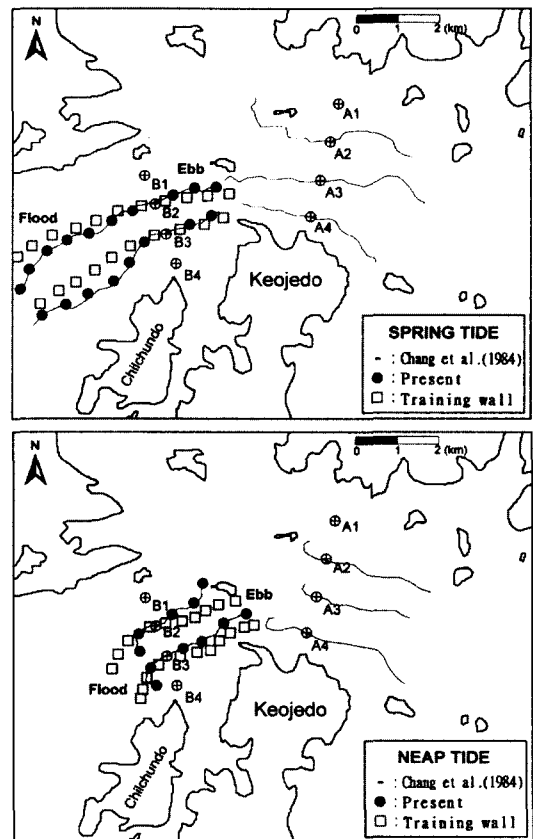 N
0 1 2 (km)
A1
A2
B1
Ebb
A3
B2
Flood
A4
B3
B4
Keojedo
Chilchundo
SPRING TIDE
- : Chang et al.(1984)
● : Present
□ : Training wall
N
0 1 2 (km)
A1
A2
B1
Ebb
A3
B2
A4
B3
Flood
B4
Keojedo
Chilchundo
NEAP TIDE
- : Chang et al.(1984)
● : Present
□ : Training wall